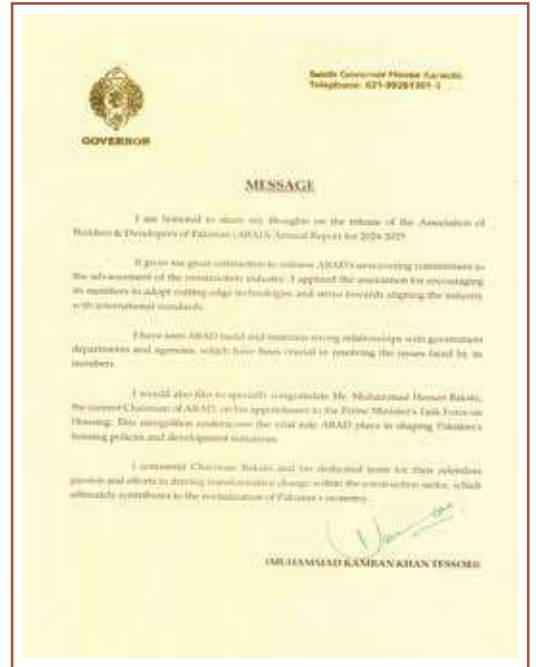 Sindh Governor House Karachi
Telephone: 021-99201201-3
GOVERNOR
MESSAGE
I am honored to share my thoughts on the release of the Association of
Builders & Developers of Pakistan (ABAD) Annual Report for 2024-2025
It gives me great satisfaction to witness ABAD's unwavering commitment to
the advancement of the construction industry. I applaud the association for encouraging
its members to adopt cutting edge technologies and strive towards aligning the industry
with international standards.
I have seen ABAD build and maintain strong relationships with government
departments and agencies, which have been crucial in resolving the issues faced by its
members.
I would also like to specially congratulate Mr. Muhammad Hassan Bakshi,
the current Chairman of ABAD, on his appointment to the Prime Minister's Task Force on
Housing. This recognition underscores the vital role ABAD plays in shaping Pakistan's
housing policies and development initiatives.
I commend Chairman Bakshi and his dedicated team for their relentless
passion and efforts in driving transformative change within the construction sector, which
ultimately contributes to the revitalization of Pakistan's economy.
(MUHAMMAD KAMRAN KHAN TESSORI)